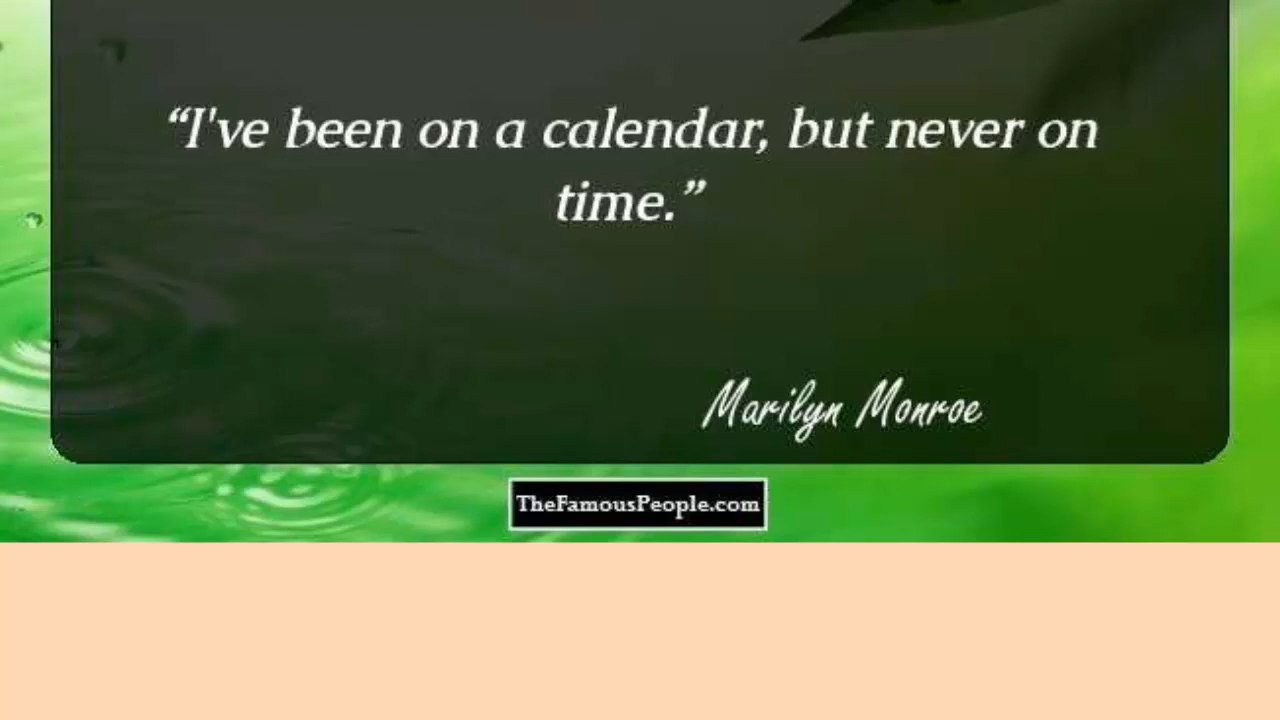 “I've been on a calendar, but never on
time.”
Marilyn Monroe
TheFamousPeople.com